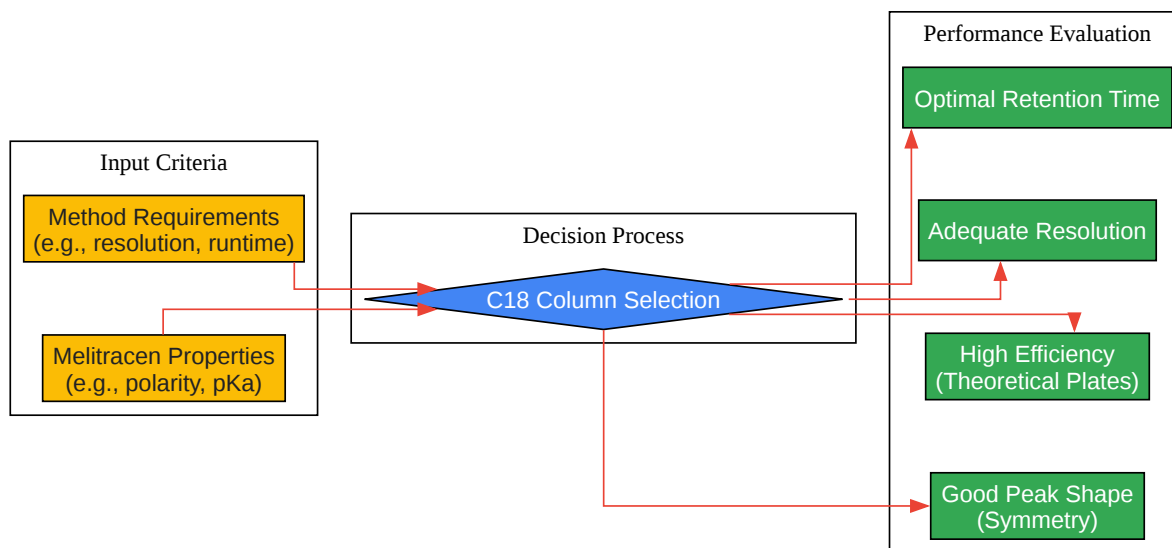 Input Criteria
Method Requirements
(e.g., resolution, runtime)
Melitracen Properties
(e.g., polarity, pKa)
Decision Process
C18 Column Selection
Performance Evaluation
Optimal Retention Time
Adequate Resolution
High Efficiency
(Theoretical Plates)
Good Peak Shape
(Symmetry)